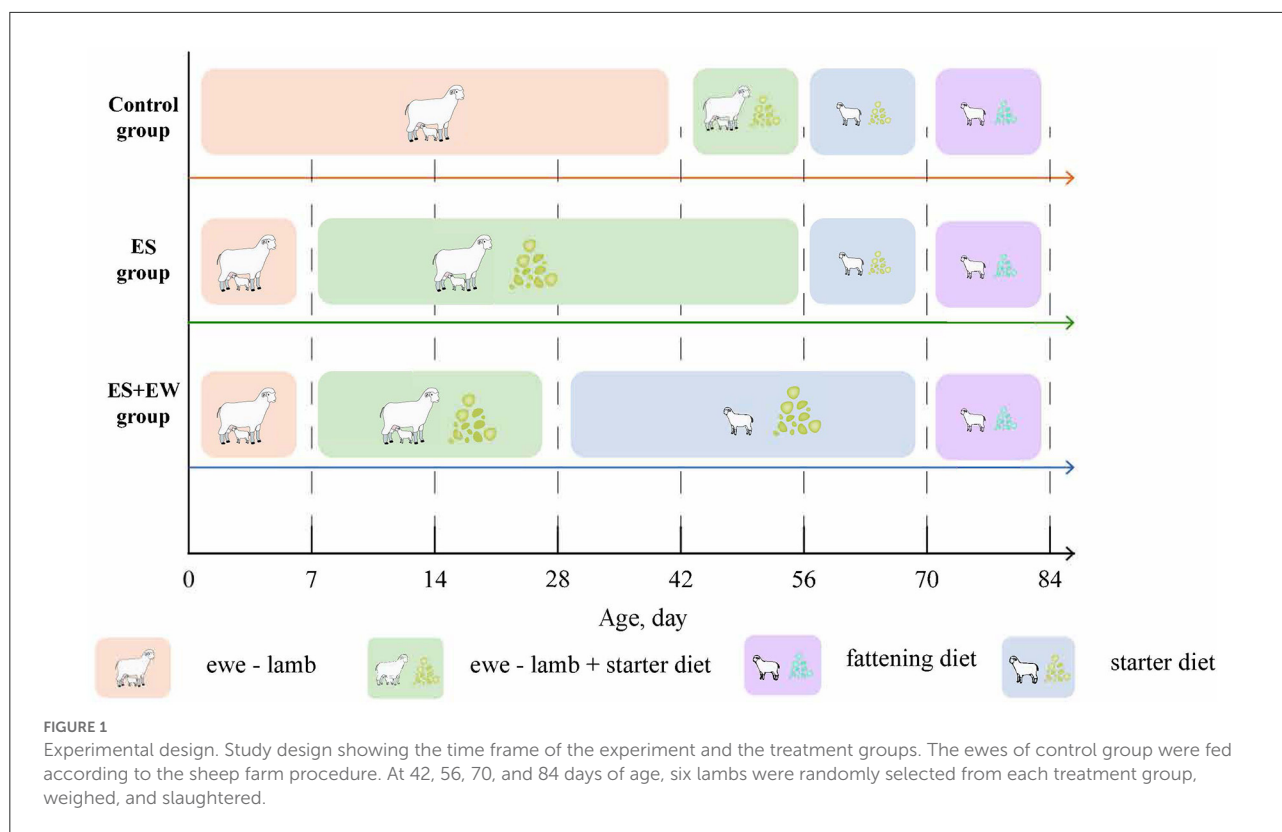 Control
group
ES
group
ES+EW
group
0 7 14 28 42 56 70 84
Age, day
ewe - lamb ewe - lamb + starter diet fattening diet starter diet
FIGURE 1
Experimental design. Study design showing the time frame of the experiment and the treatment groups. The ewes of control group were fed
according to the sheep farm procedure. At 42, 56, 70, and 84 days of age, six lambs were randomly selected from each treatment group,
weighed, and slaughtered.